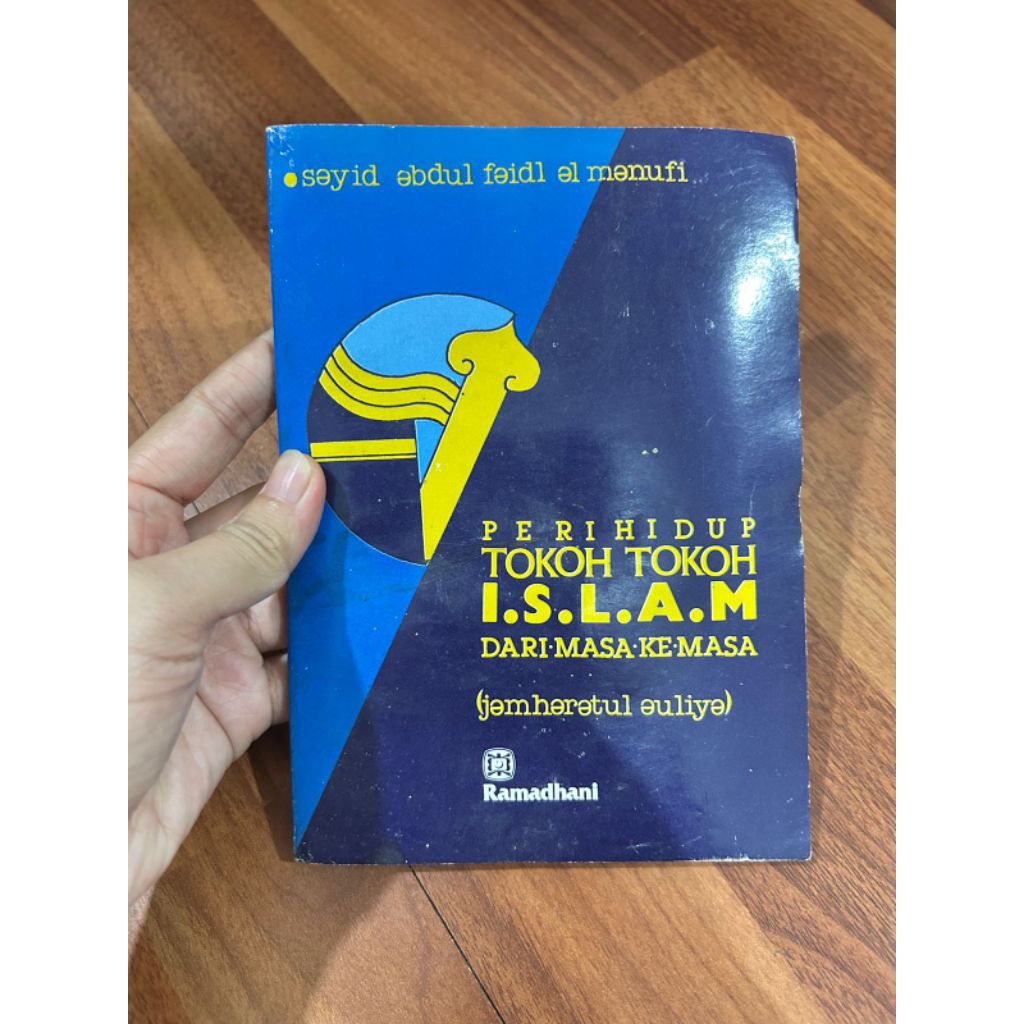 səyid əbdul fəidl əl mənufi
PERIHIDUP
TOKOH TOKOH
I.S.L.A.M
DARI·MASA·KE·MASA
(jəmhərətul əuliyə)
Ramadhani